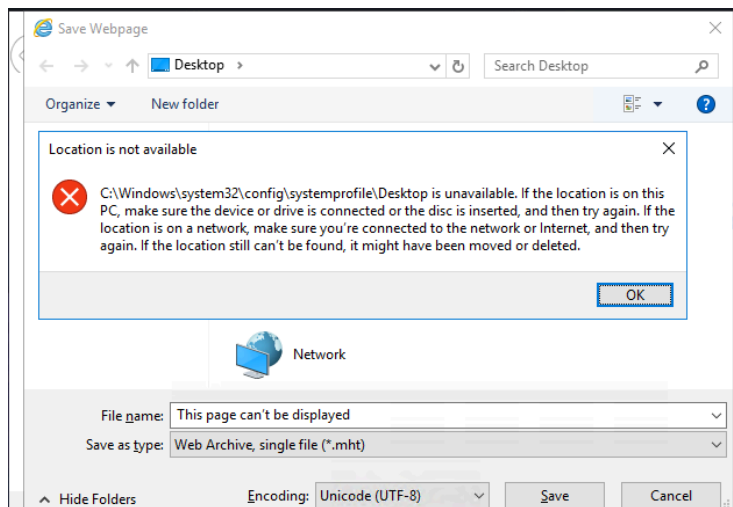 Save Webpage
Desktop
Search Desktop
Organize
New folder
Location is not available
C:\Windows\system32\config\systemprofile\Desktop is unavailable. If the location is on this
PC, make sure the device or drive is connected or the disc is inserted, and then try again. If the
location is on a network, make sure you're connected to the network or Internet, and then try
again. If the location still can't be found, it might have been moved or deleted.
OK
Network
File name: This page can't be displayed
Save as type: Web Archive, single file (*.mht)
Hide Folders Encoding: Unicode (UTF-8) Save Cancel